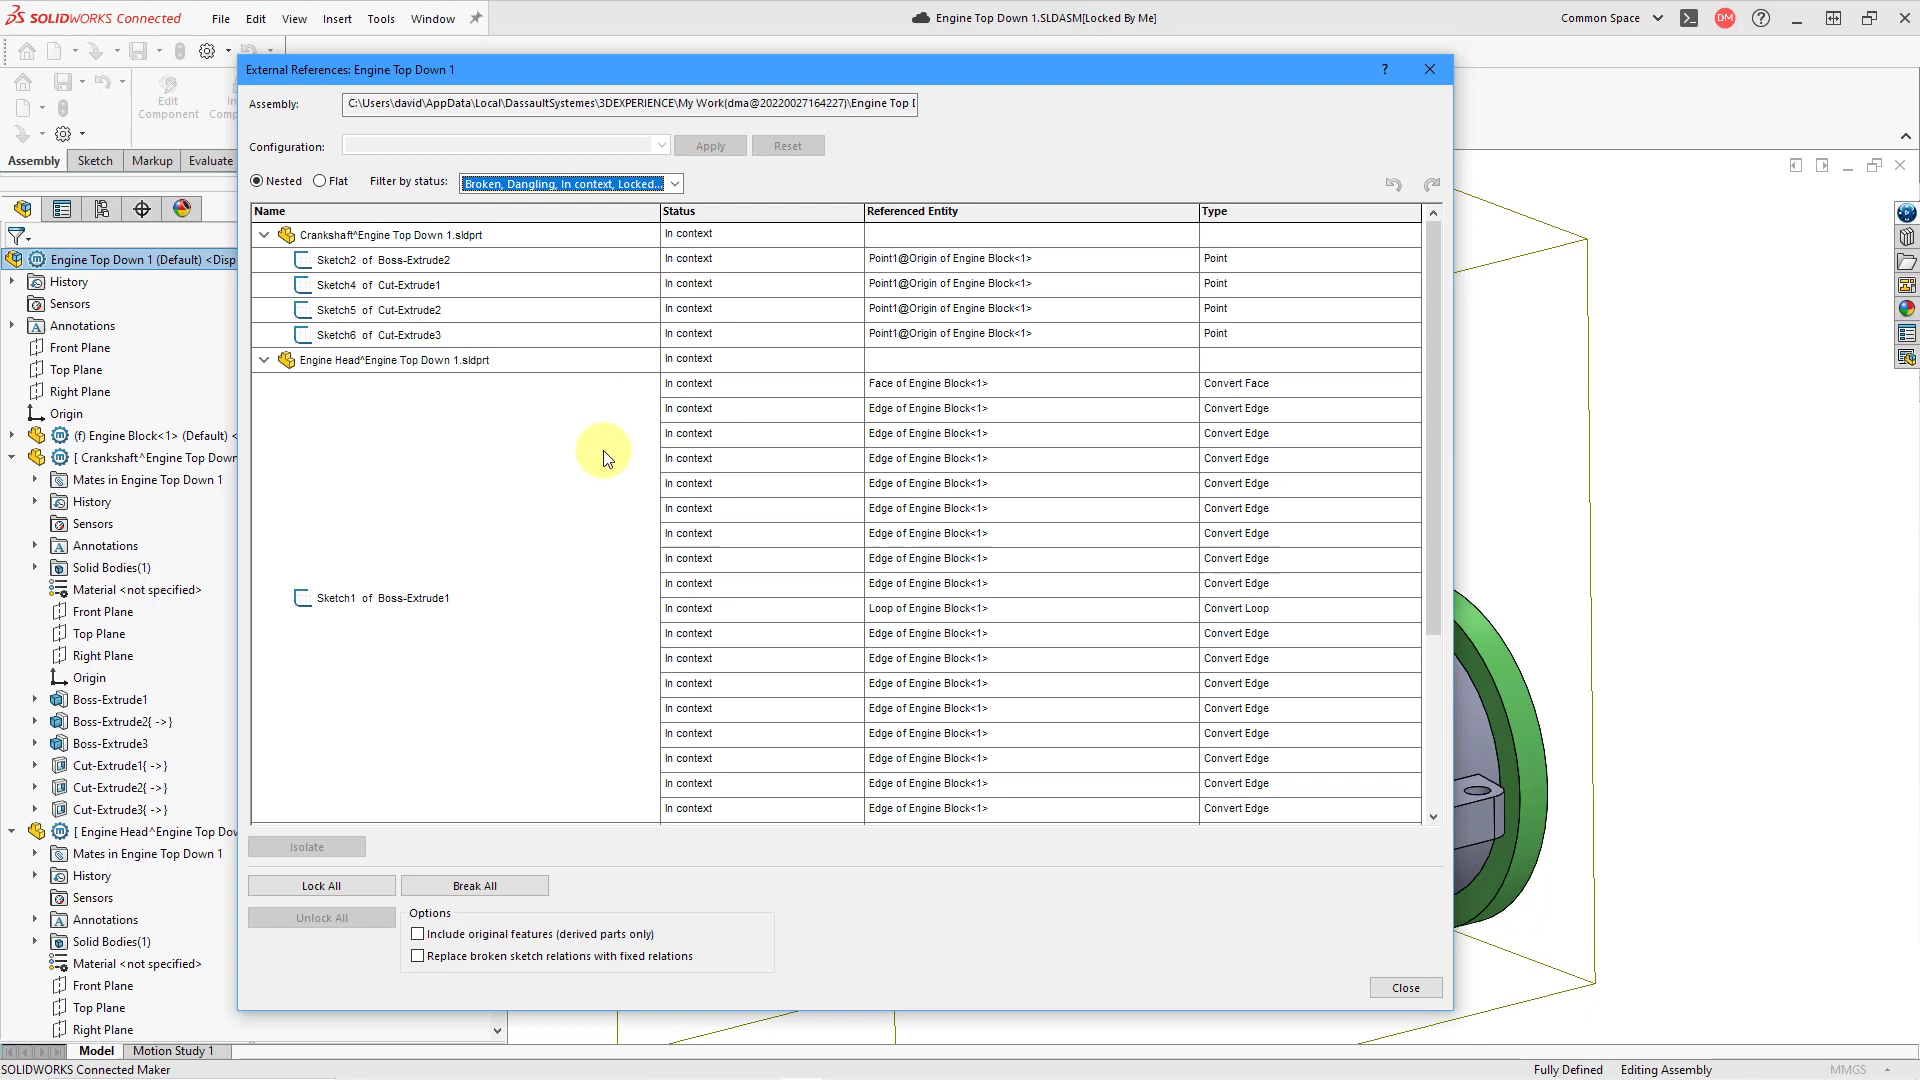 SOLIDWORKS Connected
File Edit View Insert Tools Window
Engine Top Down 1.SLDASM[Locked By Me]
Common Space
DM
External References: Engine Top Down 1
Assembly: C:\Users\david\AppData\Local\DassaultSystemes\3DEXPERIENCE\My Work(dma@20220027164227)\Engine Top
Configuration: Apply Reset
Nested Flat Filter by status: Broken, Dangling, In context, Locked...
Name Status Referenced Entity Type
Crankshaft^Engine Top Down 1.sldprt In context
Sketch2 of Boss-Extrude2 In context Point1@Origin of Engine Block<1> Point
Sketch4 of Cut-Extrude1 In context Point1@Origin of Engine Block<1> Point
Sketch5 of Cut-Extrude2 In context Point1@Origin of Engine Block<1> Point
Sketch6 of Cut-Extrude3 In context Point1@Origin of Engine Block<1> Point
Engine Head^Engine Top Down 1.sldprt In context
In context Face of Engine Block<1> Convert Face
In context Edge of Engine Block<1> Convert Edge
In context Edge of Engine Block<1> Convert Edge
In context Edge of Engine Block<1> Convert Edge
In context Edge of Engine Block<1> Convert Edge
In context Edge of Engine Block<1> Convert Edge
In context Edge of Engine Block<1> Convert Edge
In context Edge of Engine Block<1> Convert Edge
In context Edge of Engine Block<1> Convert Edge
Sketch1 of Boss-Extrude1
In context Loop of Engine Block<1> Convert Loop
In context Edge of Engine Block<1> Convert Edge
In context Edge of Engine Block<1> Convert Edge
In context Edge of Engine Block<1> Convert Edge
In context Edge of Engine Block<1> Convert Edge
In context Edge of Engine Block<1> Convert Edge
In context Edge of Engine Block<1> Convert Edge
In context Edge of Engine Block<1> Convert Edge
In context Edge of Engine Block<1> Convert Edge
Isolate
Lock All Break All
Unlock All
Options
Include original features (derived parts only)
Replace broken sketch relations with fixed relations
Close
Edit
Component
Assembly Sketch Markup Evaluate
Engine Top Down 1 (Default) <Disp
History
Sensors
Annotations
Front Plane
Top Plane
Right Plane
Origin
(f) Engine Block<1> (Default) <
[ Crankshaft^Engine Top Down
Mates in Engine Top Down 1
History
Sensors
Annotations
Solid Bodies(1)
Material <not specified>
Front Plane
Top Plane
Right Plane
Origin
Boss-Extrude1
Boss-Extrude2{ ->}
Boss-Extrude3
Cut-Extrude1{ ->}
Cut-Extrude2{ ->}
Cut-Extrude3{ ->}
[ Engine Head^Engine Top Dow
Mates in Engine Top Down 1
History
Sensors
Annotations
Solid Bodies(1)
Material <not specified>
Front Plane
Top Plane
Right Plane
Model Motion Study 1
SOLIDWORKS Connected Maker
Fully Defined Editing Assembly MMGS